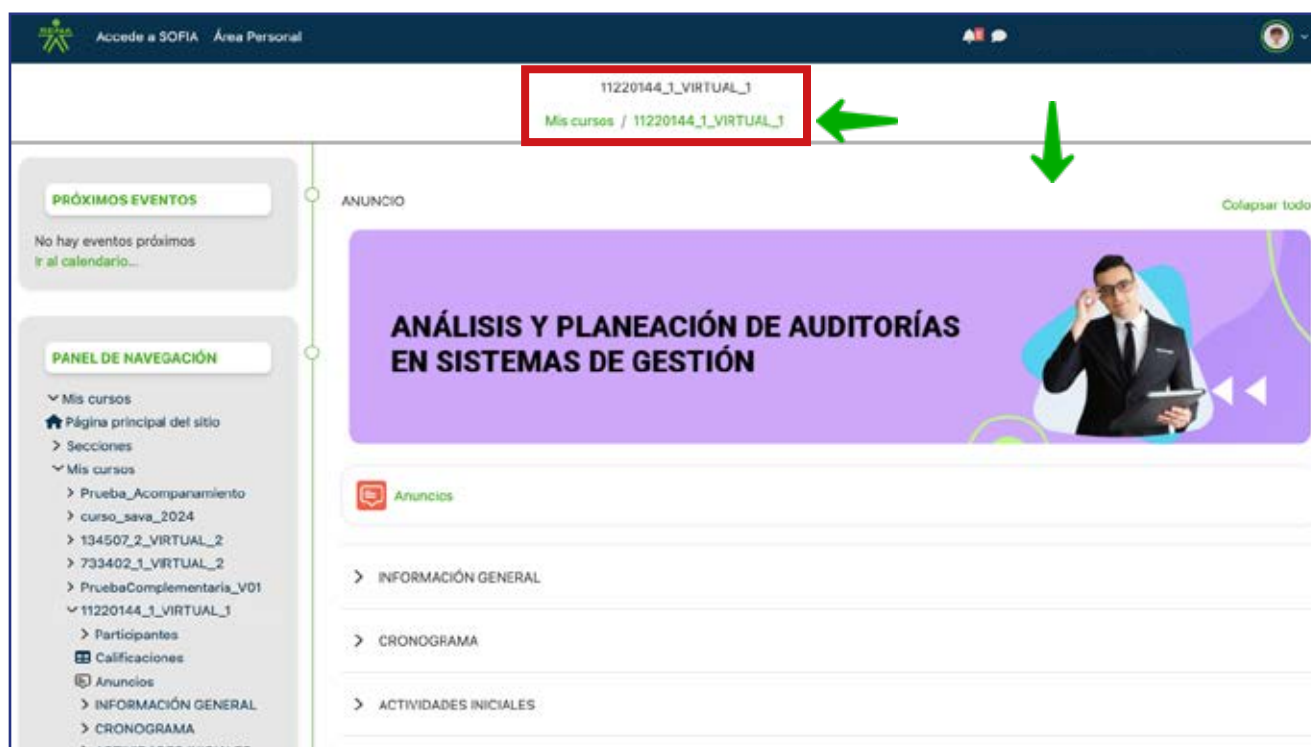 Accede a SOFIA Área Personal
11220144_1_VIRTUAL_1
Mis cursos / 11220144_1_VIRTUAL_1
PRÓXIMOS EVENTOS
No hay eventos próximos
Ir al calendario...
PANEL DE NAVEGACIÓN
Mis cursos
Página principal del sitio
Secciones
Mis cursos
Prueba_Acompanamiento
curso_sava_2024
134507_2_VIRTUAL_2
733402_1_VIRTUAL_2
PruebaComplementaria_V01
11220144_1_VIRTUAL_1
Participantes
Calificaciones
Anuncios
INFORMACIÓN GENERAL
CRONOGRAMA
ANUNCIO
Colapsar todo
ANÁLISIS Y PLANEACIÓN DE AUDITORÍAS
EN SISTEMAS DE GESTIÓN
Anuncios
INFORMACIÓN GENERAL
CRONOGRAMA
ACTIVIDADES INICIALES